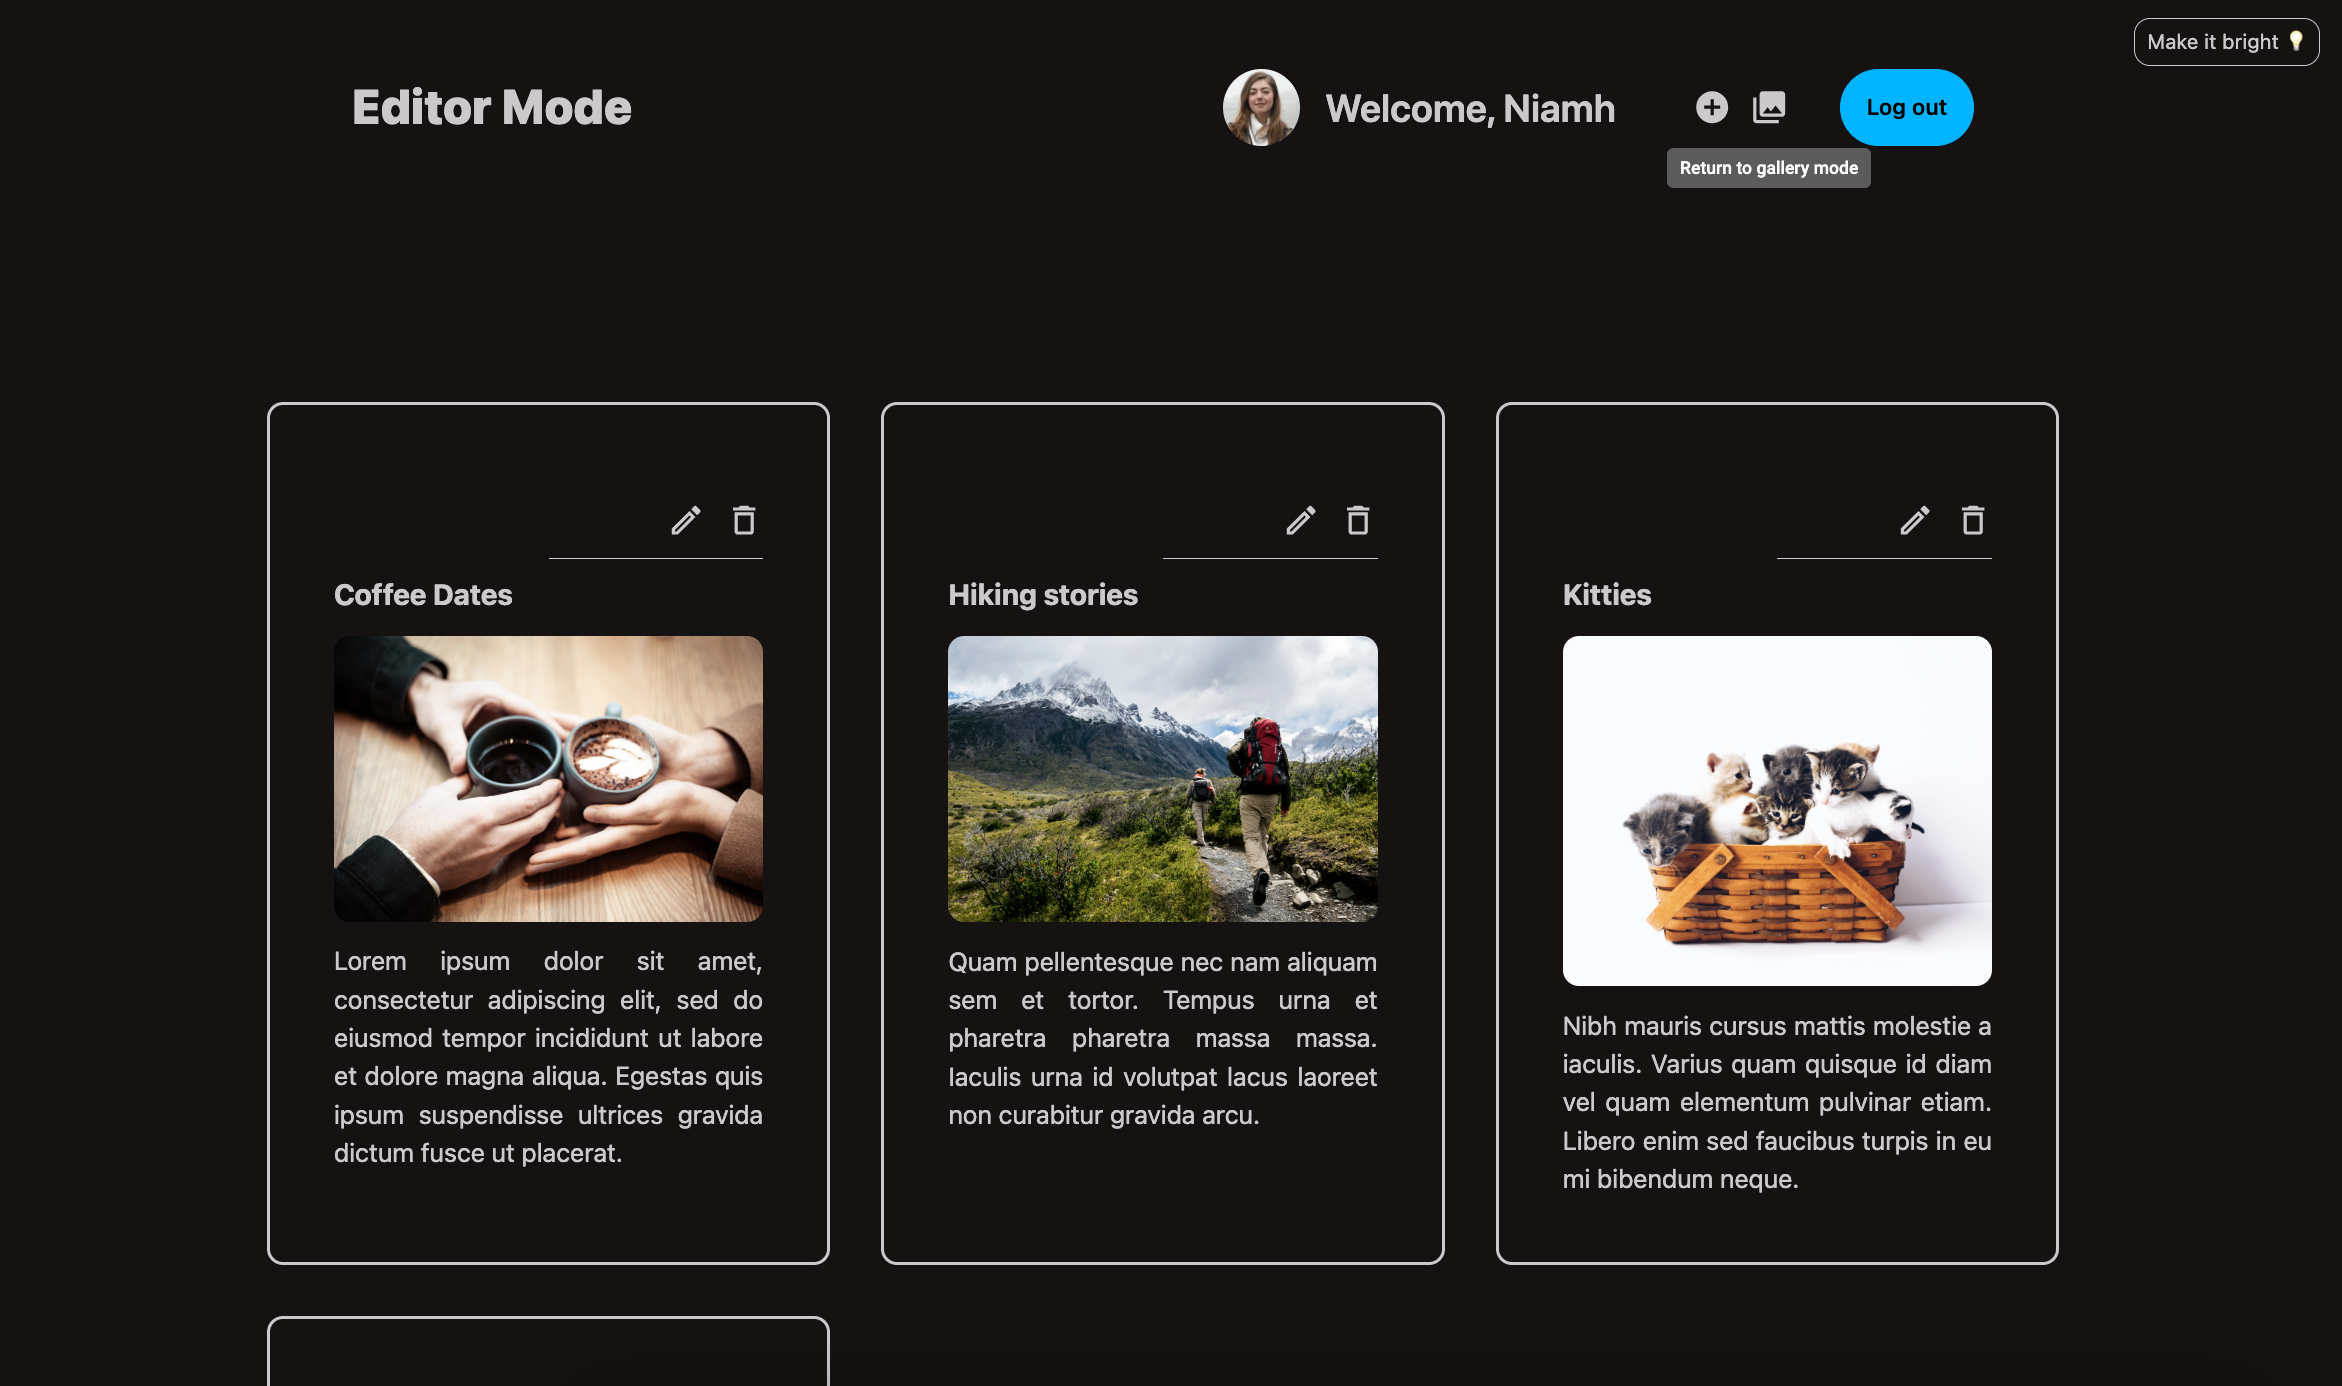 Make it bright
Editor Mode
Welcome, Niamh
Log out
Return to gallery mode
Coffee Dates
Lorem ipsum dolor sit amet,
consectetur adipiscing elit, sed do
eiusmod tempor incididunt ut labore
et dolore magna aliqua. Egestas quis
ipsum suspendisse ultrices gravida
dictum fusce ut placerat.
Hiking stories
Quam pellentesque nec nam aliquam
sem et tortor. Tempus urna et
pharetra pharetra massa massa.
Iaculis urna id volutpat lacus laoreet
non curabitur gravida arcu.
Kitties
Nibh mauris cursus mattis molestie a
iaculis. Varius quam quisque id diam
vel quam elementum pulvinar etiam.
Libero enim sed faucibus turpis in eu
mi bibendum neque.